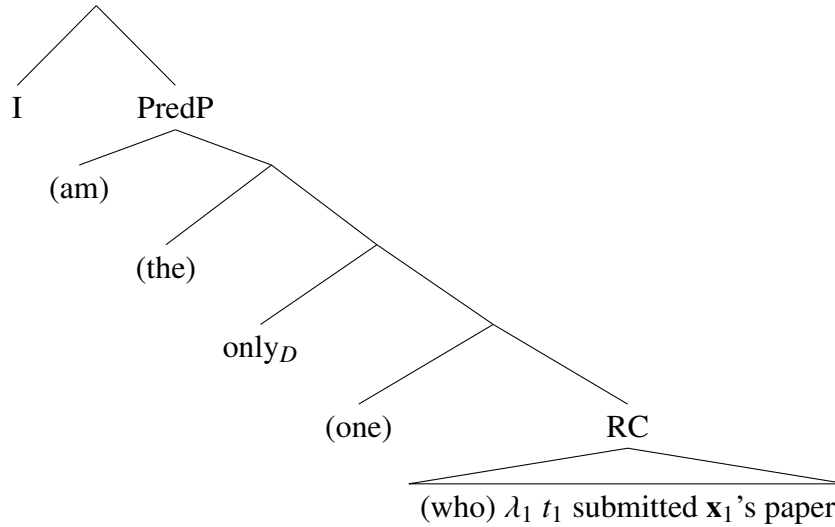 I PredP
(am)
(the)
only_D
(one) RC
(who) λ₁ t₁ submitted x₁'s paper